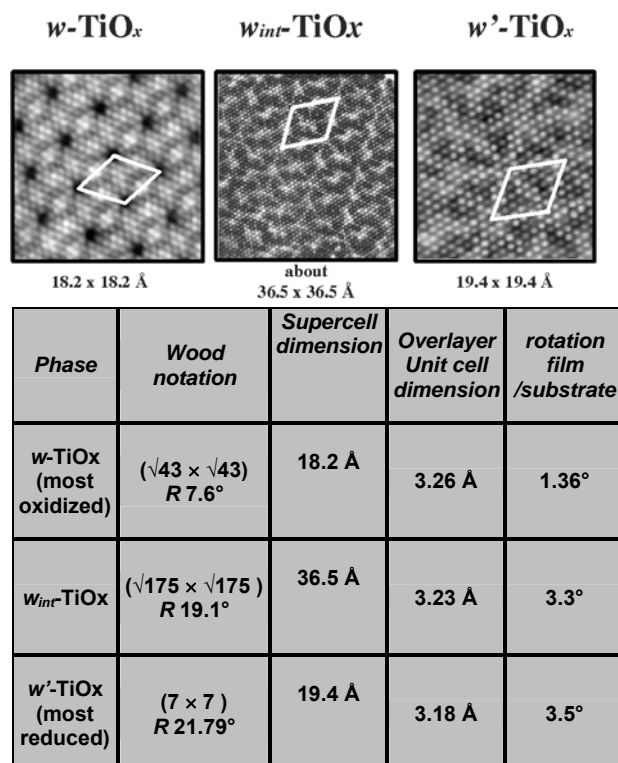 w-TiOx wint-TiOx w'-TiOx
18.2 x 18.2 Å about 19.4 x 19.4 Å
36.5 x 36.5 Å
Phase Wood notation Supercell dimension Overlayer Unit cell dimension rotation film /substrate
w-TiOx (most oxidized) (√43 × √43) R 7.6° 18.2 Å 3.26 Å 1.36°
wint-TiOx (√175 × √175 ) R 19.1° 36.5 Å 3.23 Å 3.3°
w'-TiOx (most reduced) (7 × 7 ) R 21.79° 19.4 Å 3.18 Å 3.5°